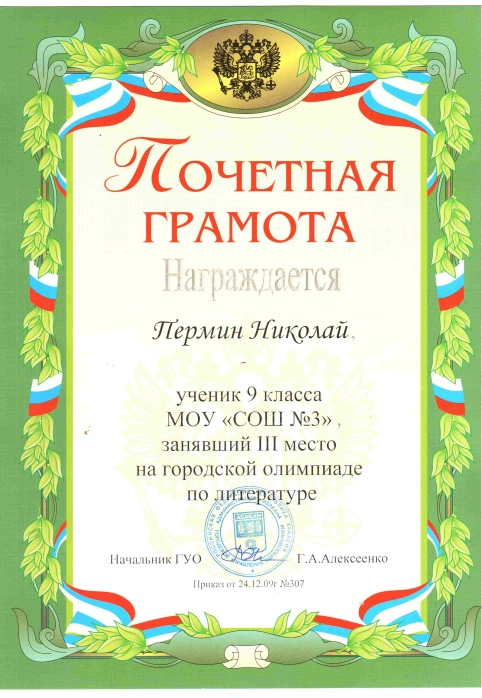 ПОЧЕТНАЯ
ГРАМОТА
Награждается
Пермин Николай,
-
ученик 9 класса
МОУ «СОШ №3» ,
занявший III место
на городской олимпиаде
по литературе
Начальник ГУО Г.А.Алексеенко
Приказ от 24.12.09г №307